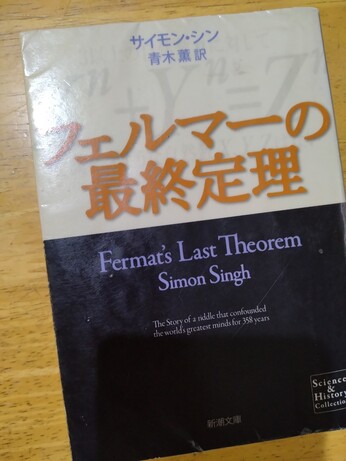 サイモン・シン
青木薫訳
フェルマーの
最終定理
Fermat's Last Theorem
Simon Singh
The Story of a riddle that confounded
the world's greatest minds for 358 years
Science
&
History
Collection
新潮文庫